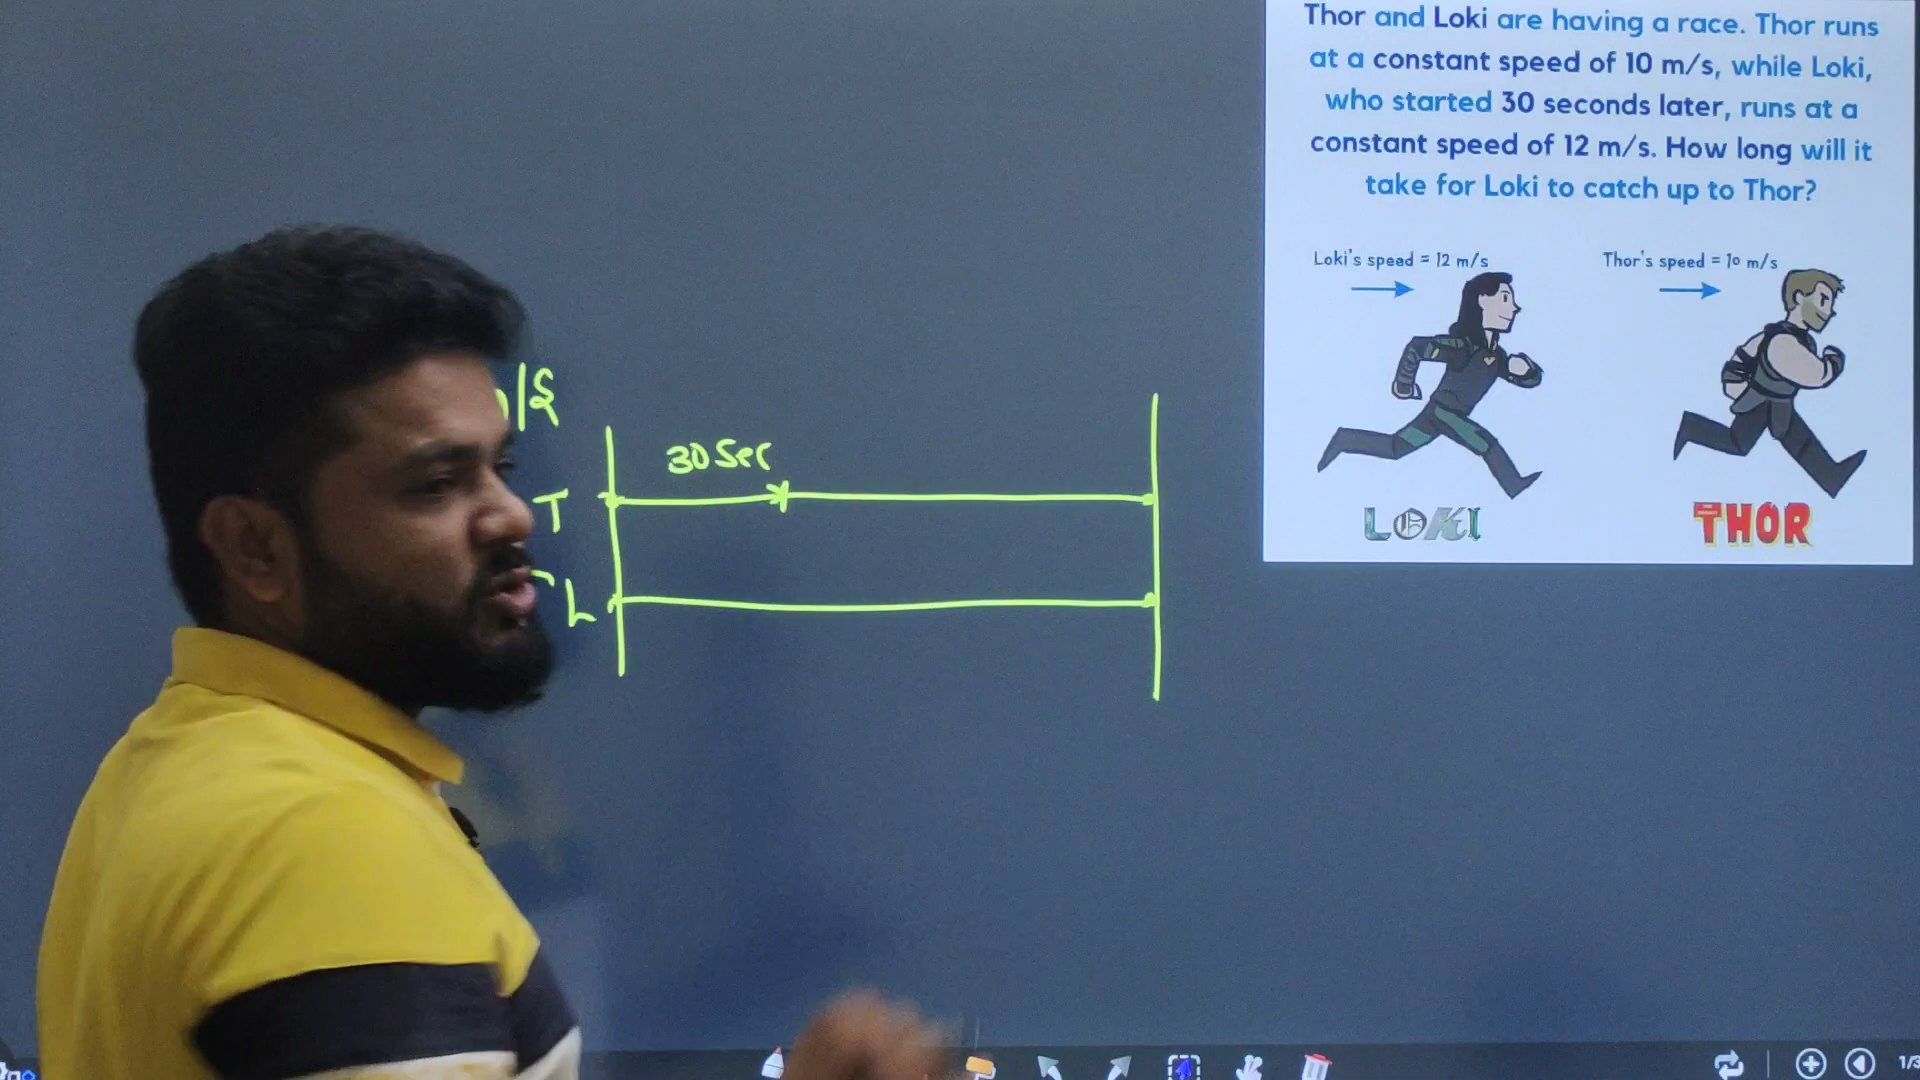 Thor and Loki are having a race. Thor runs
at a constant speed of 10 m/s, while Loki,
who started 30 seconds later, runs at a
constant speed of 12 m/s. How long will it
take for Loki to catch up to Thor?
Loki's speed = 12 m/s
Thor's speed = 10 m/s
LOKI
THOR
30 Sec
T
L